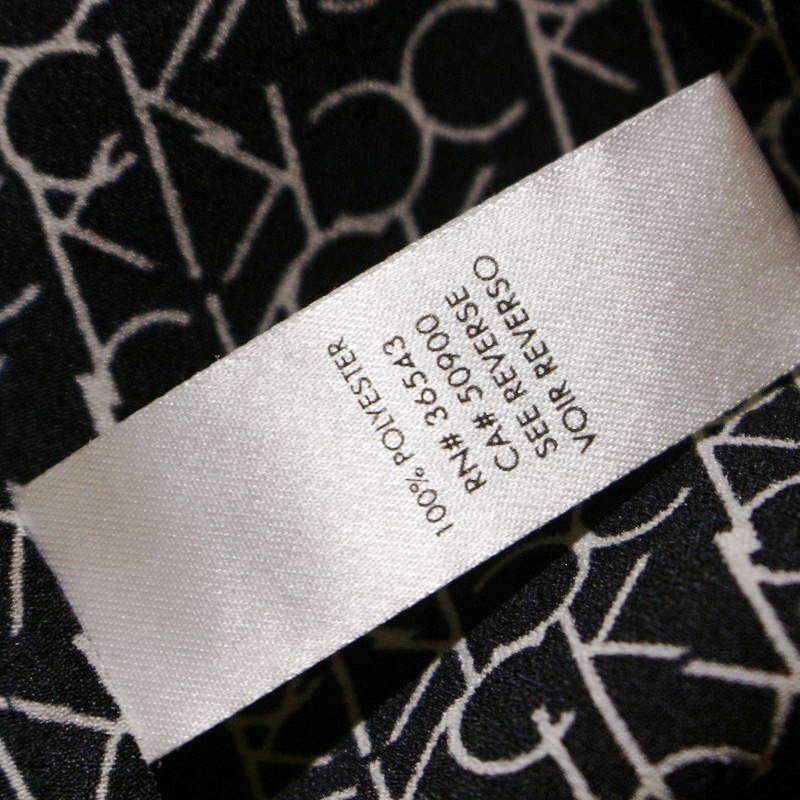 100% POLYESTER
RN# 36543
CA# 50900
SEE REVERSE
VOIR REVERSO